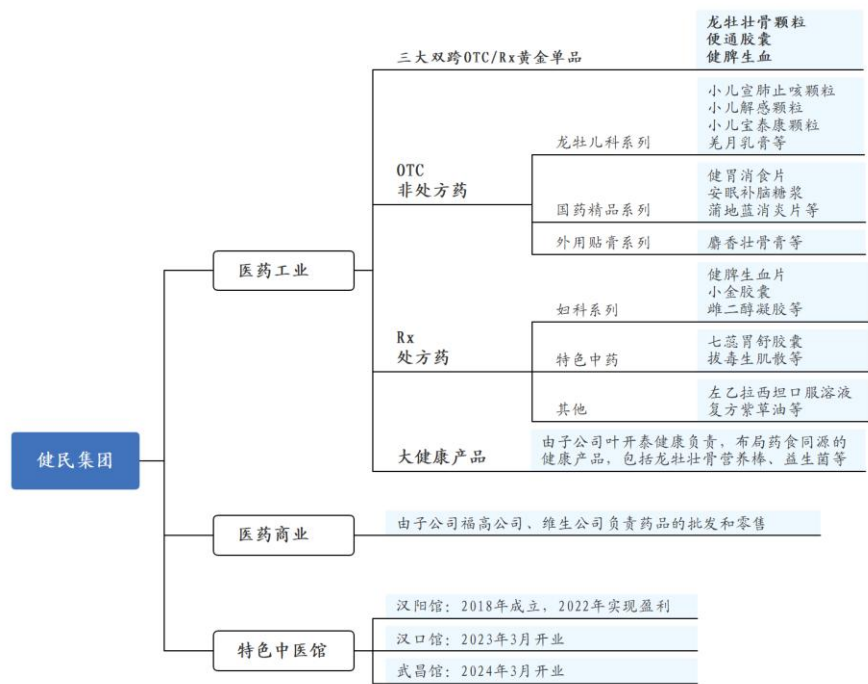 健民集团
医药工业
三大双跨OTC/Rx黄金单品
龙牡壮骨颗粒
便通胶囊
健脾生血
OTC
非处方药
龙牡儿科系列
小儿宣肺止咳颗粒
小儿解感颗粒
小儿宝泰康颗粒
羌月乳膏等
国药精品系列
健胃消食片
安眠补脑糖浆
蒲地蓝消炎片等
外用贴膏系列
麝香壮骨膏等
Rx
处方药
妇科系列
健脾生血片
小金胶囊
雌二醇凝胶等
特色中药
七蕊胃舒胶囊
拔毒生肌散等
其他
左乙拉西坦口服溶液
复方紫草油等
大健康产品
由子公司叶开泰健康负责，布局药食同源的
健康产品，包括龙牡壮骨营养棒、益生菌等
医药商业
由子公司福高公司、维生公司负责药品的批发和零售
特色中医馆
汉阳馆：2018年成立，2022年实现盈利
汉口馆：2023年3月开业
武昌馆：2024年3月开业